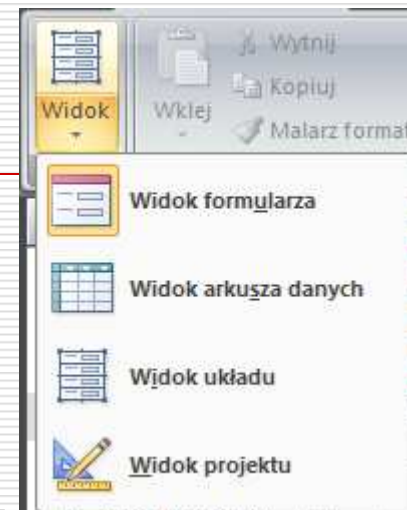 Widok
Wklej
Wytnij
Kopiuj
Malarz format
Widok formularza
Widok arkusza danych
Widok układu
Widok projektu